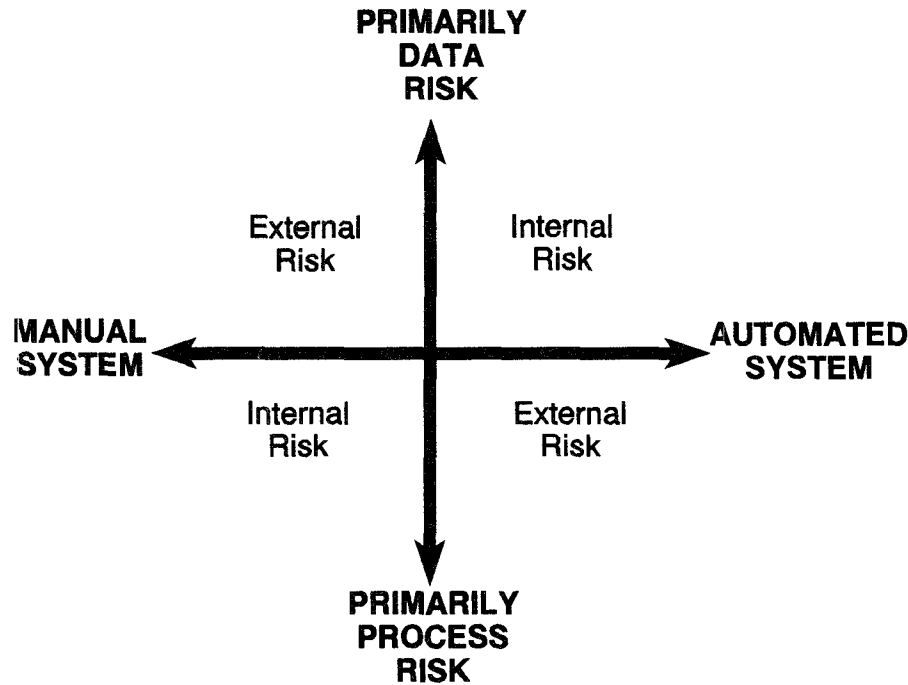 PRIMARILY
DATA
RISK
External
Risk
Internal
Risk
MANUAL
SYSTEM
AUTOMATED
SYSTEM
Internal
Risk
External
Risk
PRIMARILY
PROCESS
RISK